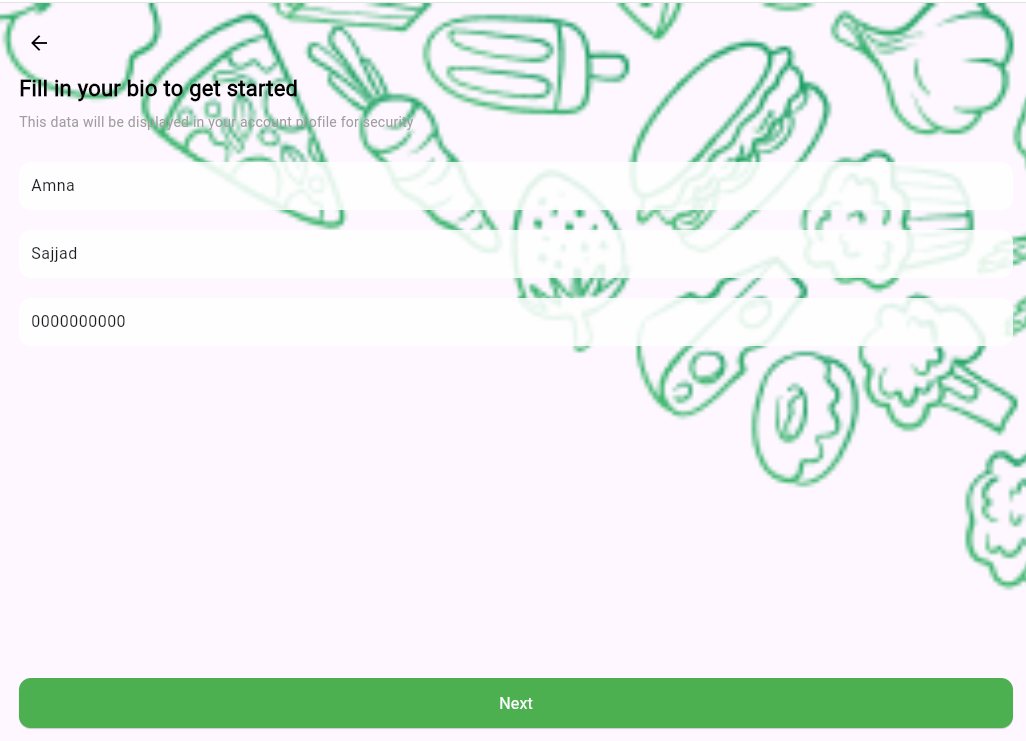 Fill in your bio to get started
This data will be displayed in your account profile for security
Amna
Sajjad
0000000000
Next